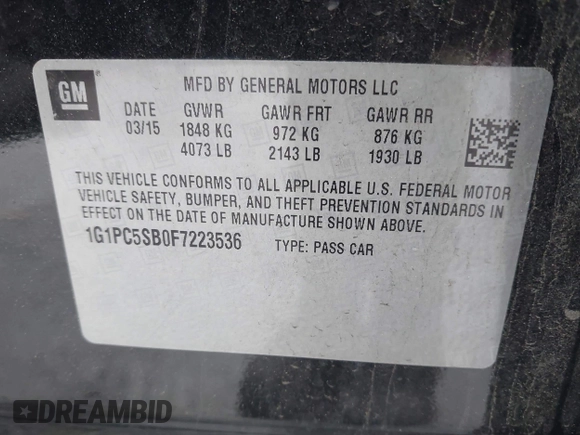 GM
MFD BY GENERAL MOTORS LLC
DATE GVWR GAWR FRT GAWR RR
03/15 1848 KG 972 KG 876 KG
4073 LB 2143 LB 1930 LB
THIS VEHICLE CONFORMS TO ALL APPLICABLE U.S. FEDERAL MOTOR
VEHICLE SAFETY, BUMPER, AND THEFT PREVENTION STANDARDS IN
EFFECT ON THE DATE OF MANUFACTURE SHOWN ABOVE.
1G1PC5SB0F7223536 TYPE: PASS CAR
DREAMBID